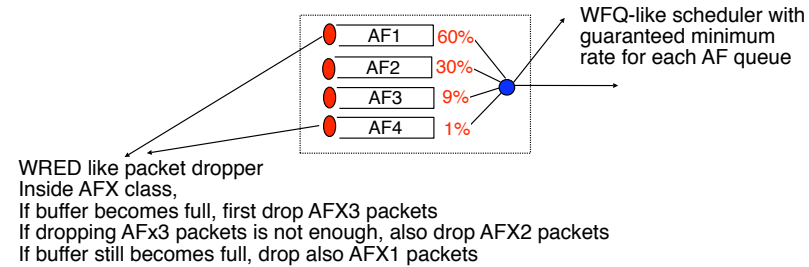 WFQ-like scheduler with
guaranteed minimum
rate for each AF queue
AF1 60%
AF2 30%
AF3 9%
AF4 1%
WRED like packet dropper
Inside AFX class,
If buffer becomes full, first drop AFX3 packets
If dropping AFx3 packets is not enough, also drop AFX2 packets
If buffer still becomes full, drop also AFX1 packets